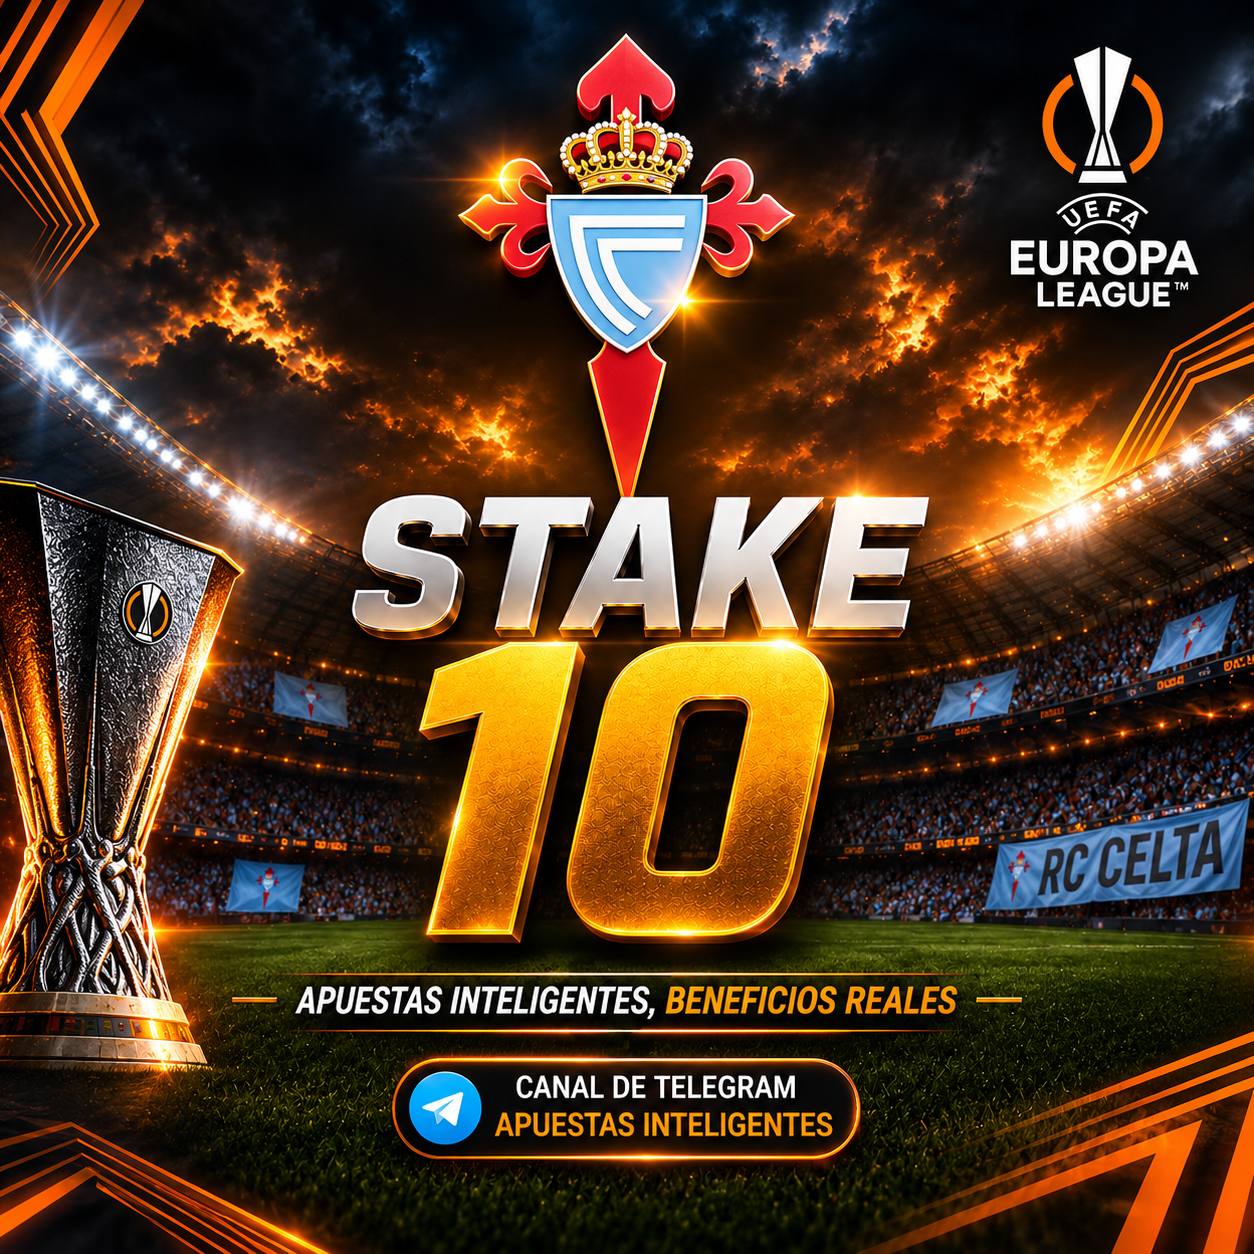 UEFA
EUROPA
LEAGUE™
STAKE
10
RC CELTA
APUESTAS INTELIGENTES, BENEFICIOS REALES
CANAL DE TELEGRAM
APUESTAS INTELIGENTES